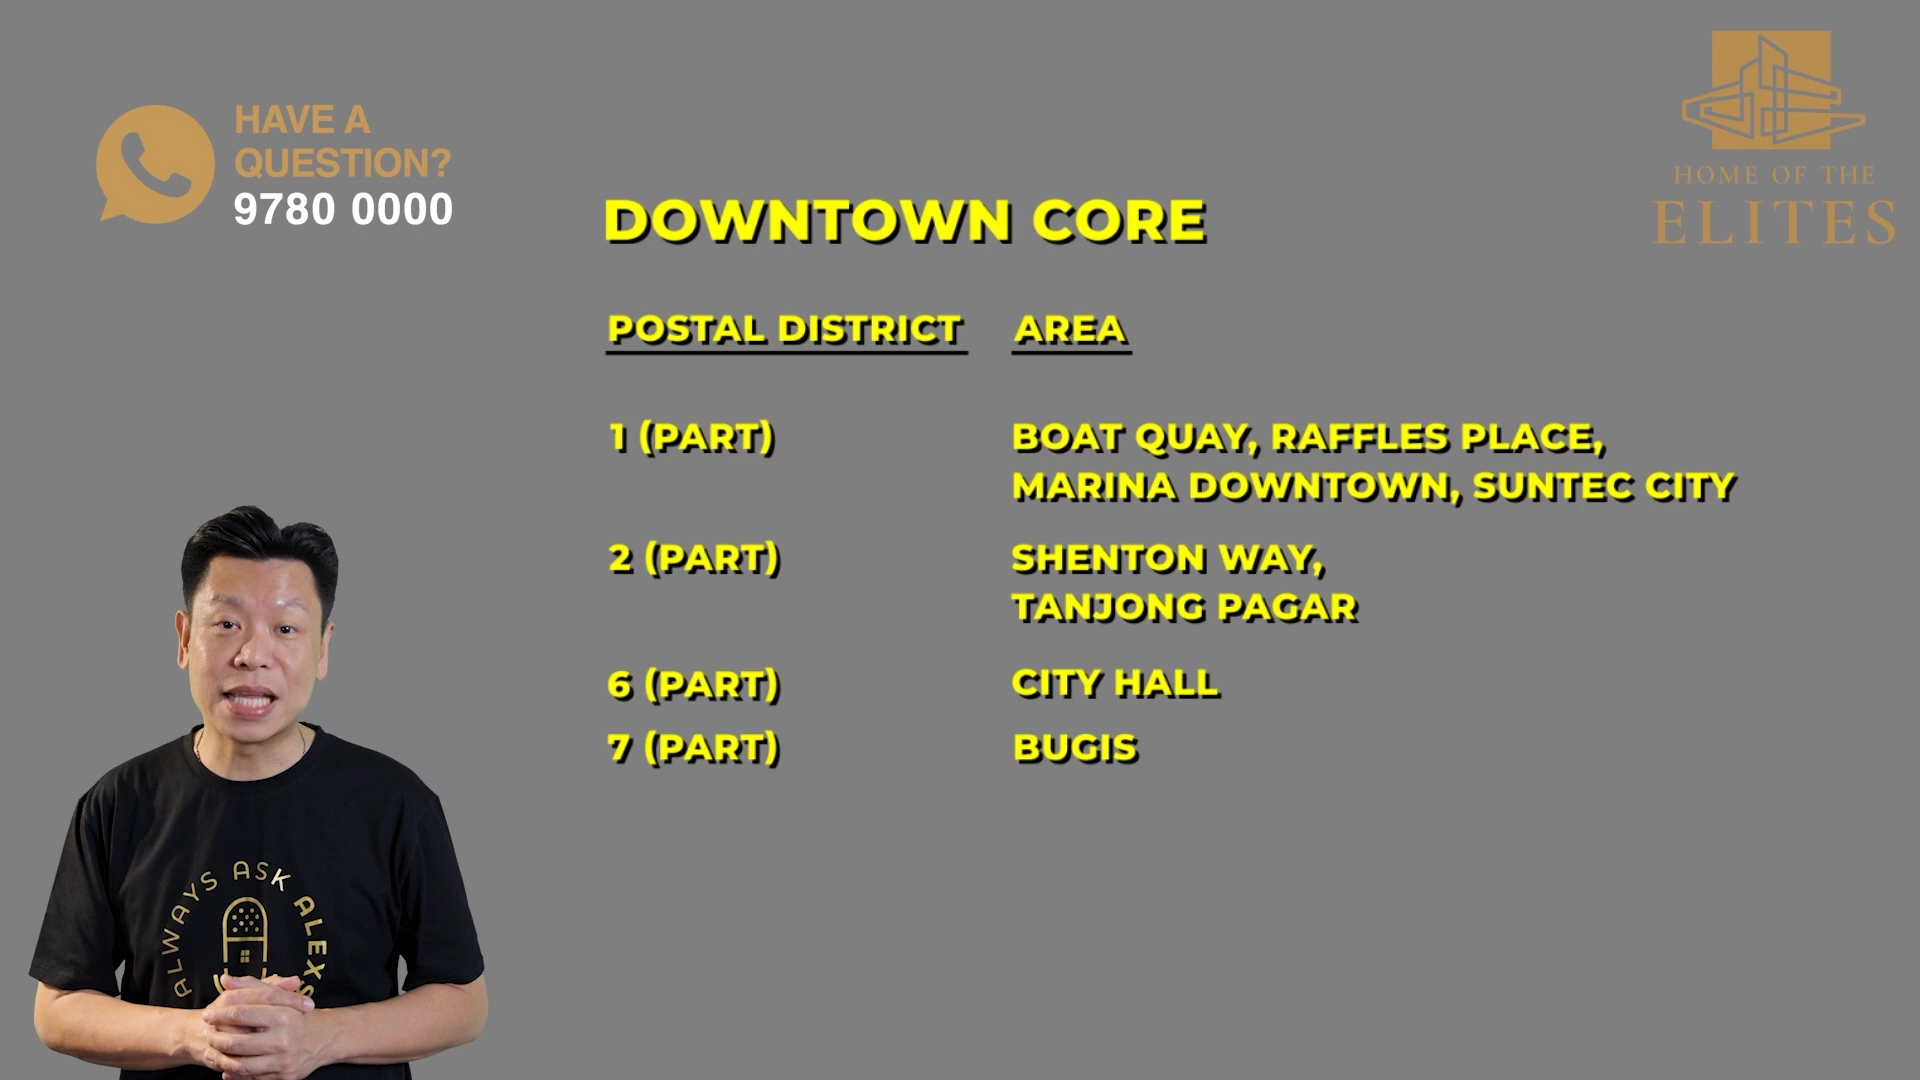 HAVE A
QUESTION?
9780 0000
HOME OF THE
ELITES
DOWNTOWN CORE
POSTAL DISTRICT AREA
1 (PART) BOAT QUAY, RAFFLES PLACE,
MARINA DOWNTOWN, SUNTEC CITY
2 (PART) SHENTON WAY,
TANJONG PAGAR
6 (PART) CITY HALL
7 (PART) BUGIS
ALWAYS ASK ALEXS